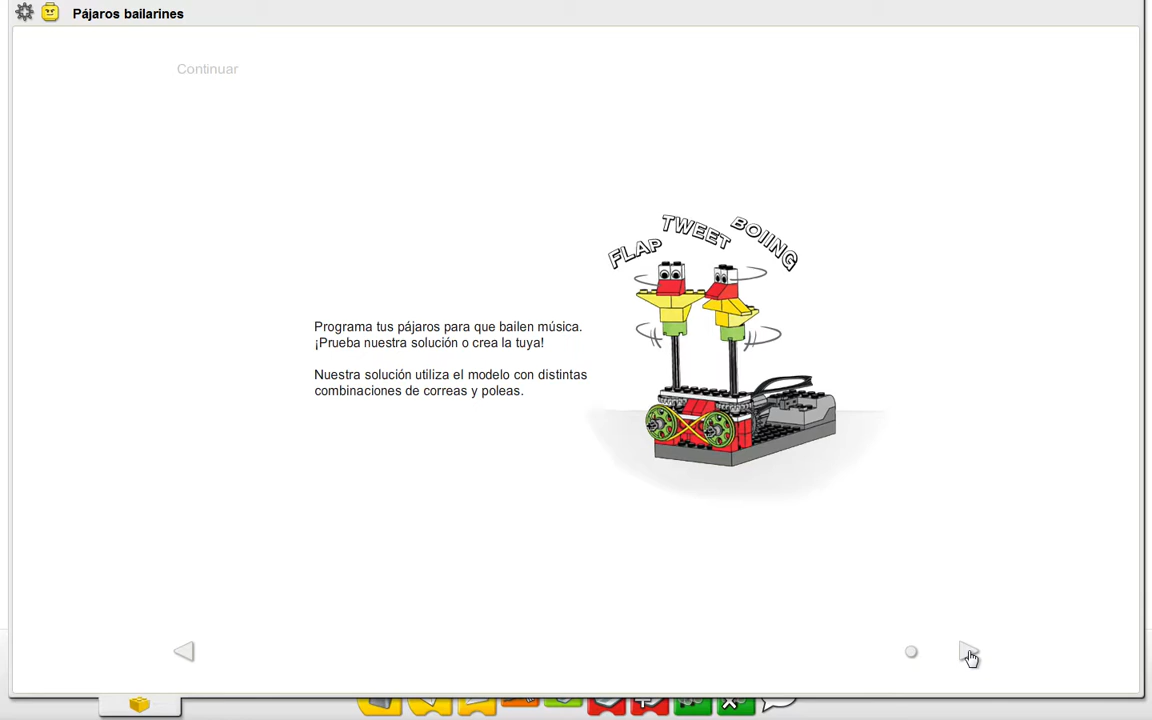 Pájaros bailarines
Continuar
FLAP TWEET BOIING
Programa tus pájaros para que bailen música.
¡Prueba nuestra solución o crea la tuya!
Nuestra solución utiliza el modelo con distintas
combinaciones de correas y poleas.